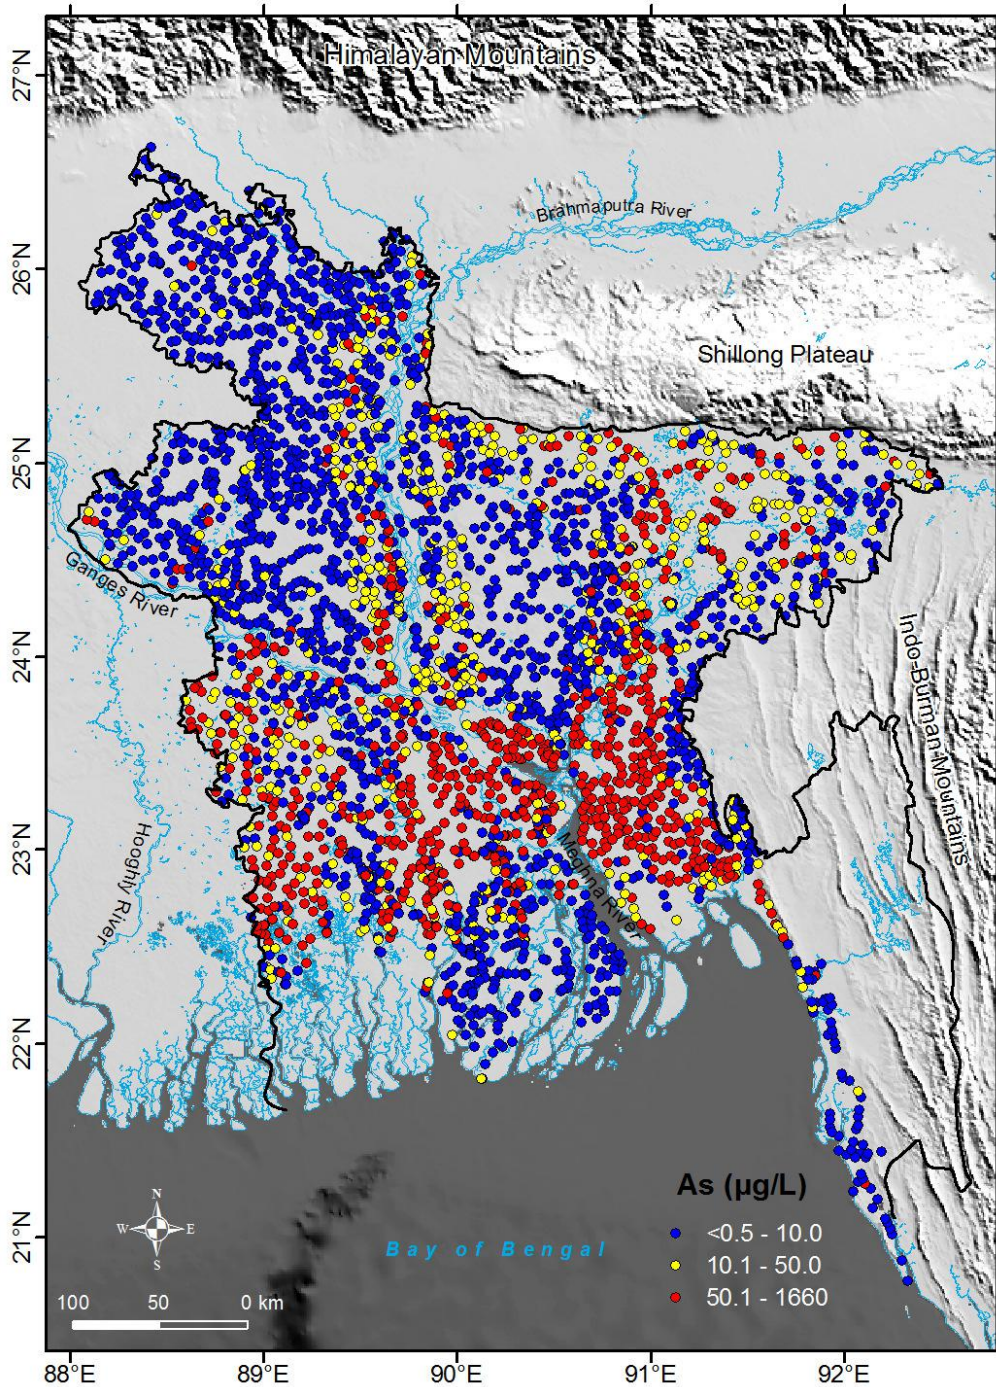 Himalayan Mountains
27°N
Brahmaputra River
26°N
Shillong Plateau
25°N
Ganges River
24°N
Indo-Burman-Mountains
Hooghly River
23°N
Meghna River
22°N
As (µg/L)
N
W E
S
<0.5 - 10.0
21°N
Bay of Bengal
10.1 - 50.0
50.1 - 1660
100 50 0 km
88°E 89°E 90°E 91°E 92°E